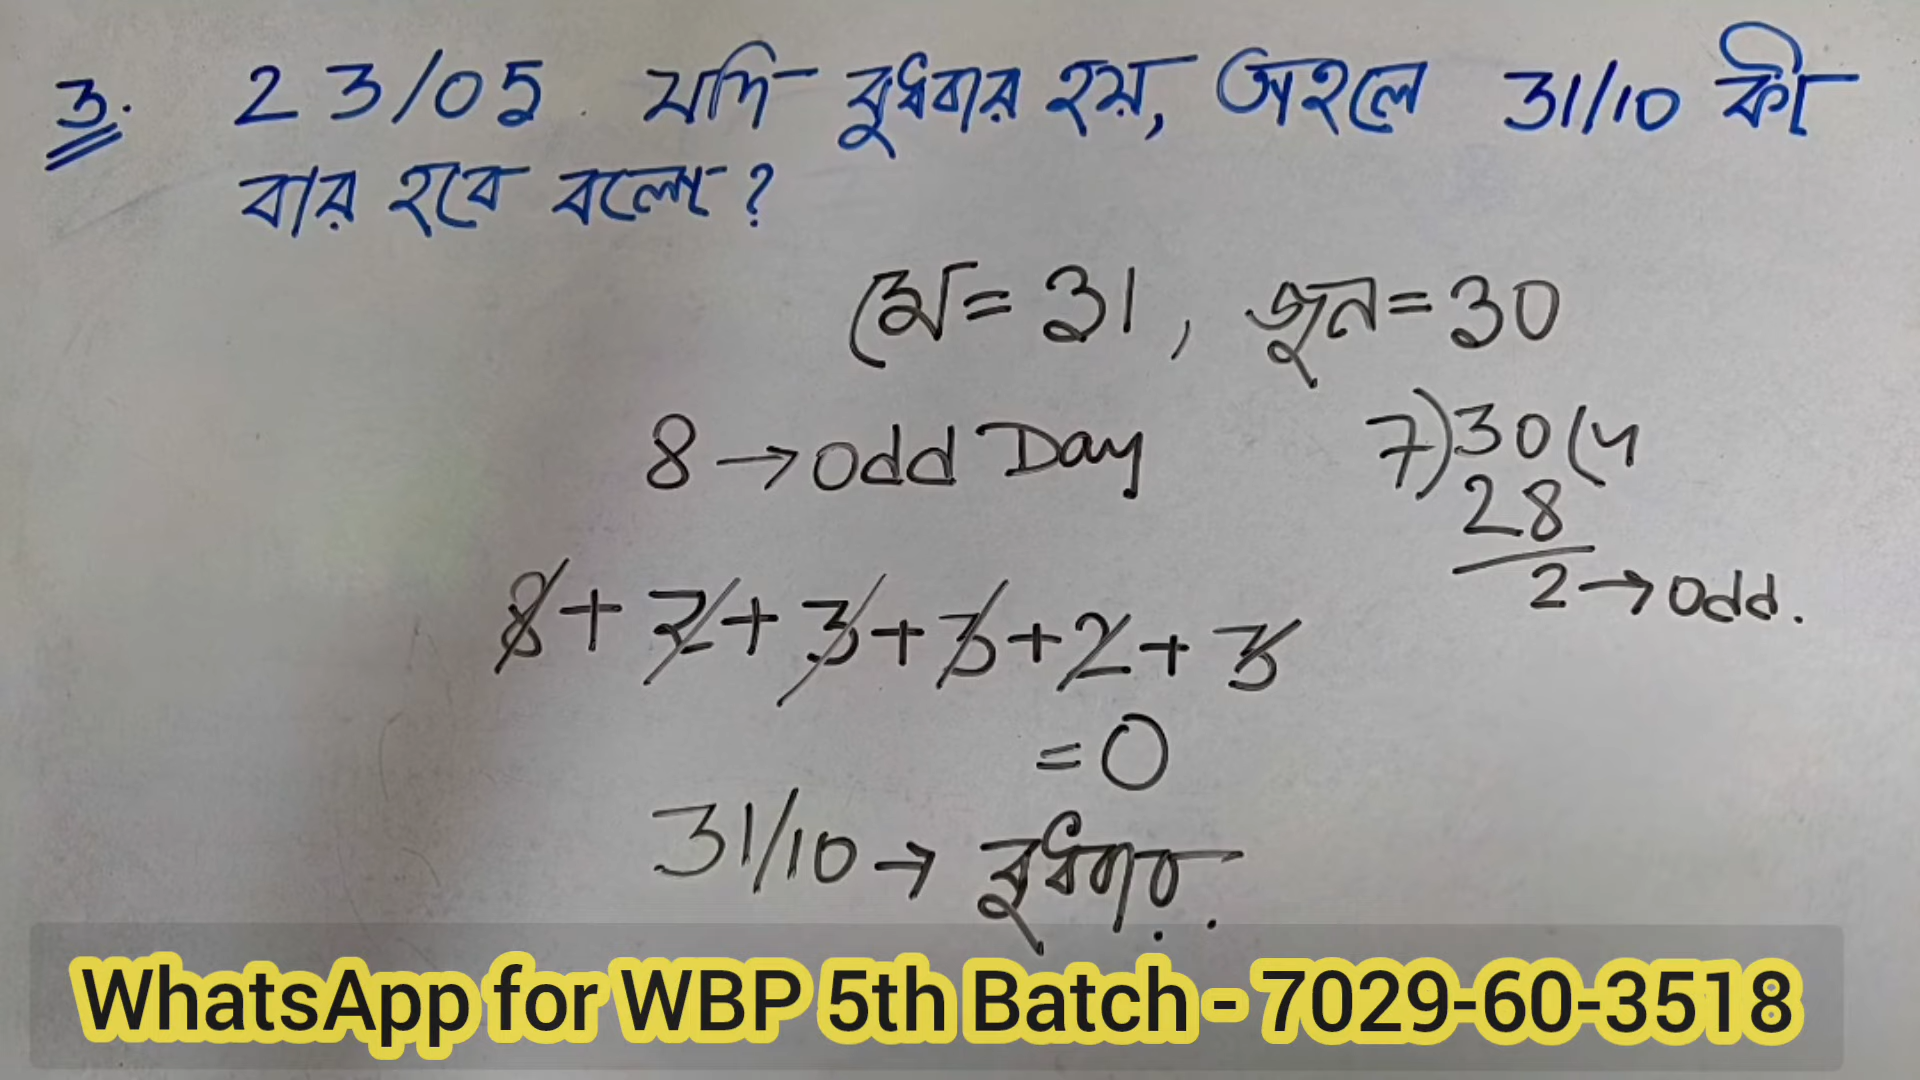 3. 23/05 যদি বুধবার হয়, তাহলে 31/10 কী
বার হবে বলো?
মে = 31, জুন = 30
8 → odd Day
7)30(4
28
2 → odd.
8 + 2 + 3 + 3 + 2 + 3
= 0
31/10 → বুধবার.
WhatsApp for WBP 5th Batch - 7029-60-3518